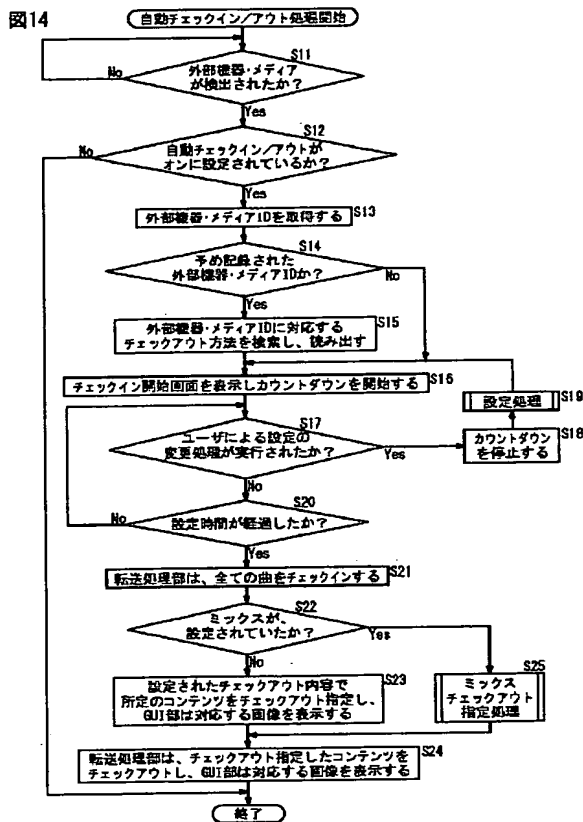 図14
自動チェックイン/アウト処理開始
S11
外部機器・メディア
が検出されたか？
No
Yes
S12
自動チェックイン/アウトが
オンに設定されているか？
No
Yes
外部機器・メディアIDを取得する
S13
S14
予め記録された
外部機器・メディアIDか？
No
Yes
S15
外部機器・メディアIDに対応する
チェックアウト方法を検索し、読み出す
チェックイン開始画面を表示しカウントダウンを開始する
S16
設定処理
S19
S17
ユーザによる設定の
変更処理が実行されたか？
Yes
カウントダウン
を停止する
S18
No
S20
設定時間が経過したか？
No
Yes
転送処理部は、全ての曲をチェックインする
S21
S22
ミックスが、
設定されていたか？
Yes
No
S23
設定されたチェックアウト内容で
所定のコンテンツをチェックアウト指定し、
GUI部は対応する画像を表示する
S25
ミックス
チェックアウト
指定処理
S24
転送処理部は、チェックアウト指定したコンテンツを
チェックアウトし、GUI部は対応する画像を表示する
終了